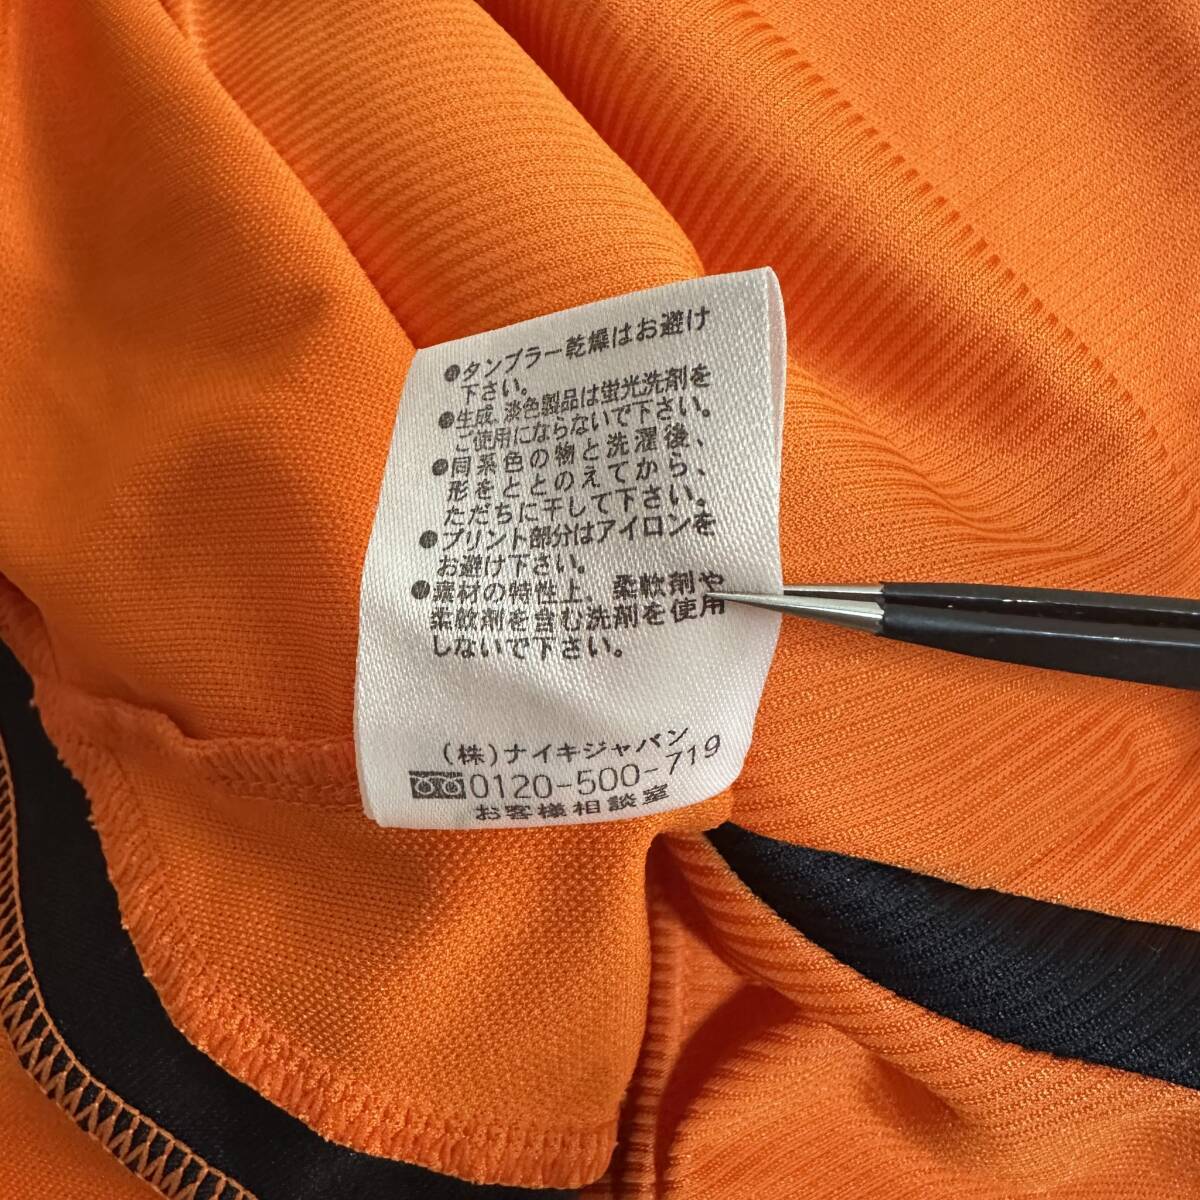 ●タンブラー乾燥はお避け
下さい。
●生成、淡色製品は蛍光洗剤を
ご使用にならないで下さい。
●同系色の物と洗濯後、
形をととのえてから、
ただちに干して下さい。
●プリント部分はアイロンを
お避け下さい。
●素材の特性上、柔軟剤や
柔軟剤を含む洗剤を使用
しないで下さい。
(株)ナイキジャパン
0120-500-719
お客様相談室